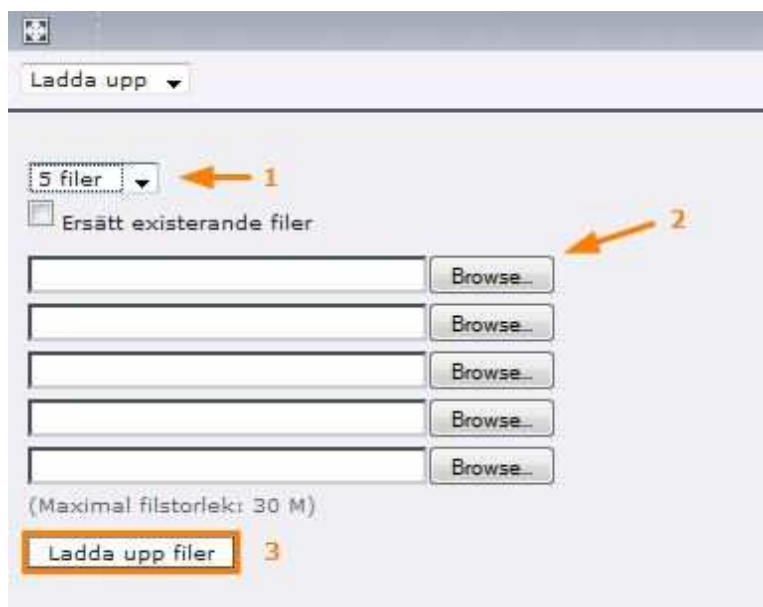 Ladda upp
5 filer 1
Ersätt existerande filer
2
Browse...
Browse...
Browse...
Browse...
Browse...
(Maximal filstorlek: 30 M)
Ladda upp filer 3